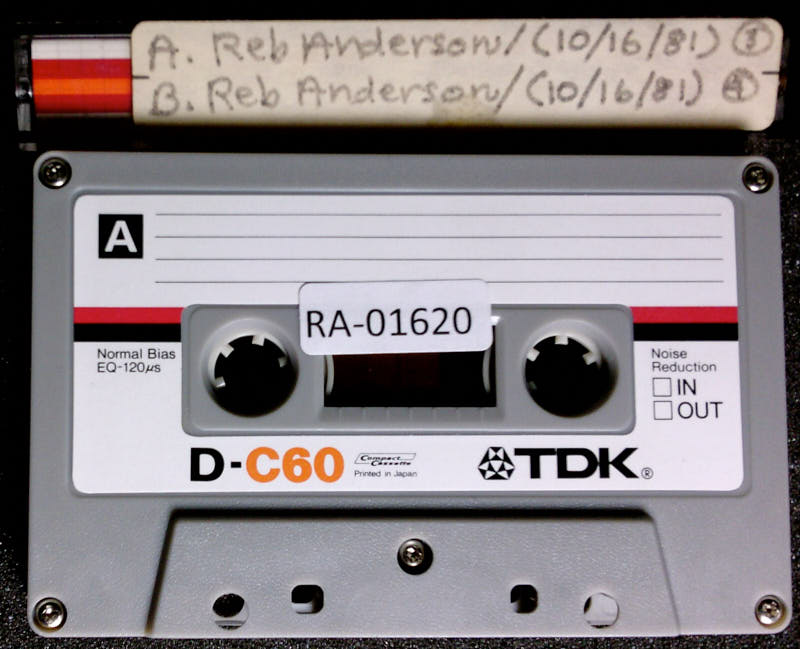 A. Reb Anderson/(10/16/81) ③
B. Reb Anderson/(10/16/81) ④
A
RA-01620
Normal Bias
EQ-120µs
Noise
Reduction
IN
OUT
D-C60
Compact
Cassette
Printed in Japan
TDK®